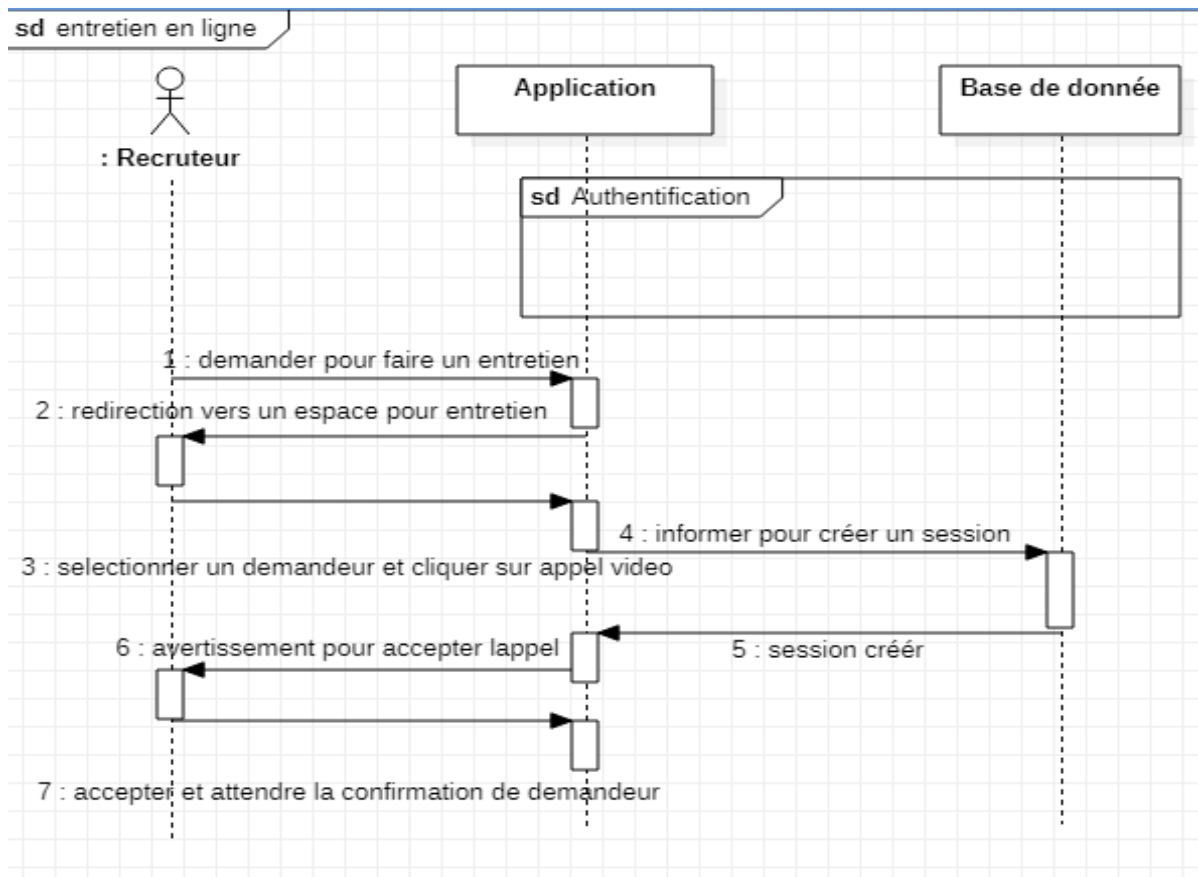 sd entretien en ligne
Application
Base de donnée
: Recruteur
sd Authentification
1 : demander pour faire un entretien
2 : redirection vers un espace pour entretien
4 : informer pour créer un session
3 : selectionner un demandeur et cliquer sur appel video
6 : avertissement pour accepter lappel
5 : session créér
7 : accepter et attendre la confirmation de demandeur